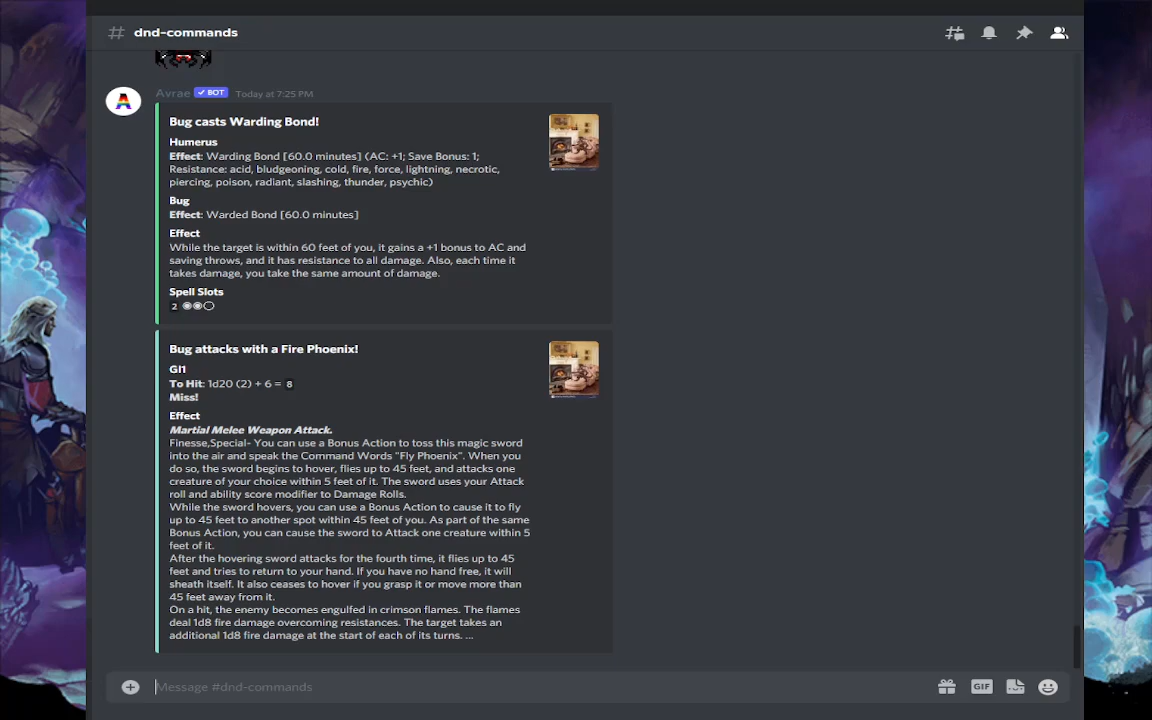 # dnd-commands
A
Avrae ✓ BOT Today at 7:25 PM
Bug casts Warding Bond!
Humerus
Effect: Warding Bond [60.0 minutes] (AC: +1; Save Bonus: 1;
Resistance: acid, bludgeoning, cold, fire, force, lightning, necrotic,
piercing, poison, radiant, slashing, thunder, psychic)
Bug
Effect: Warded Bond [60.0 minutes]
Effect
While the target is within 60 feet of you, it gains a +1 bonus to AC and
saving throws, and it has resistance to all damage. Also, each time it
takes damage, you take the same amount of damage.
Spell Slots
2 ◉◉〇
Bug attacks with a Fire Phoenix!
GI1
To Hit: 1d20 (2) + 6 = 8
Miss!
Effect
Martial Melee Weapon Attack.
Finesse,Special- You can use a Bonus Action to toss this magic sword
into the air and speak the Command Words "Fly Phoenix". When you
do so, the sword begins to hover, flies up to 45 feet, and attacks one
creature of your choice within 5 feet of it. The sword uses your Attack
roll and ability score modifier to Damage Rolls.
While the sword hovers, you can use a Bonus Action to cause it to fly
up to 45 feet to another spot within 45 feet of you. As part of the same
Bonus Action, you can cause the sword to Attack one creature within 5
feet of it.
After the hovering sword attacks for the fourth time, it flies up to 45
feet and tries to return to your hand. If you have no hand free, it will
sheath itself. It also ceases to hover if you grasp it or move more than
45 feet away from it.
On a hit, the enemy becomes engulfed in crimson flames. The flames
deal 1d8 fire damage overcoming resistances. The target takes an
additional 1d8 fire damage at the start of each of its turns. ...
Message #dnd-commands
GIF